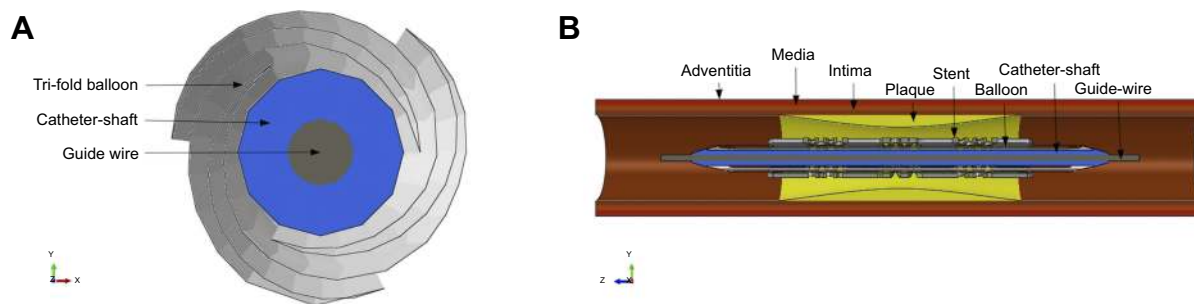 A
Tri-fold balloon
Catheter-shaft
Guide wire
Y
Z
X
B
Adventitia
Media
Intima
Plaque
Stent
Balloon
Catheter-shaft
Guide-wire
Y
Z
X